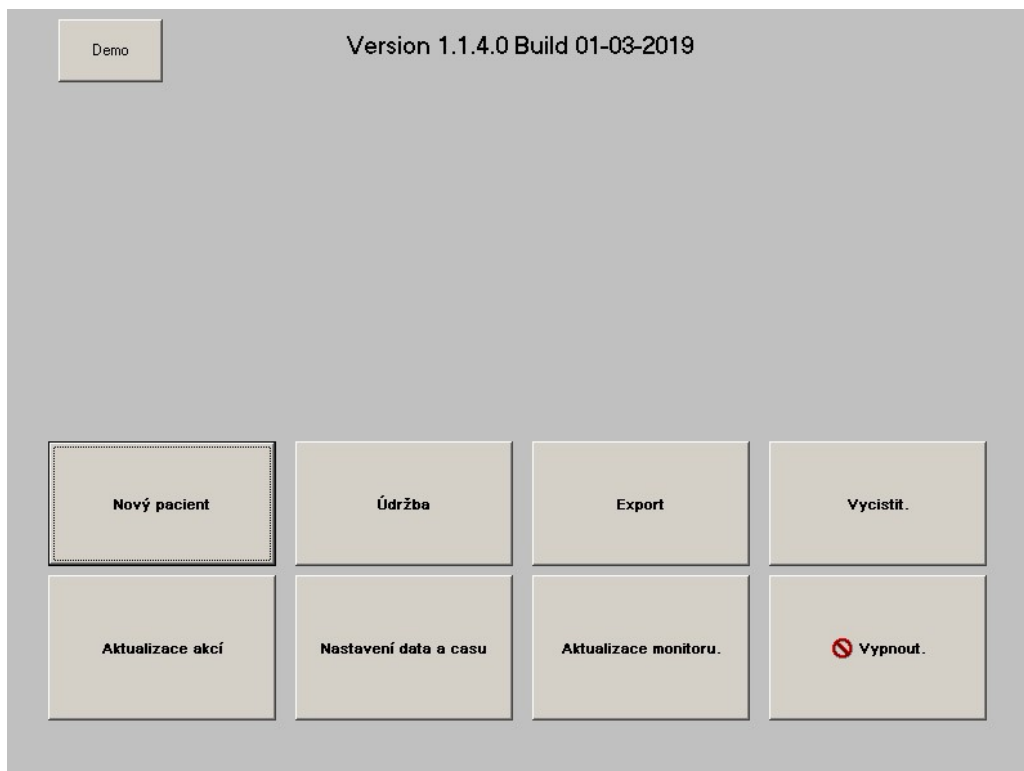 Demo
Version 1.1.4.0 Build 01-03-2019
Nový pacient
Údržba
Export
Vycistit.
Aktualizace akcí
Nastavení data a casu
Aktualizace monitoru.
Vypnout.